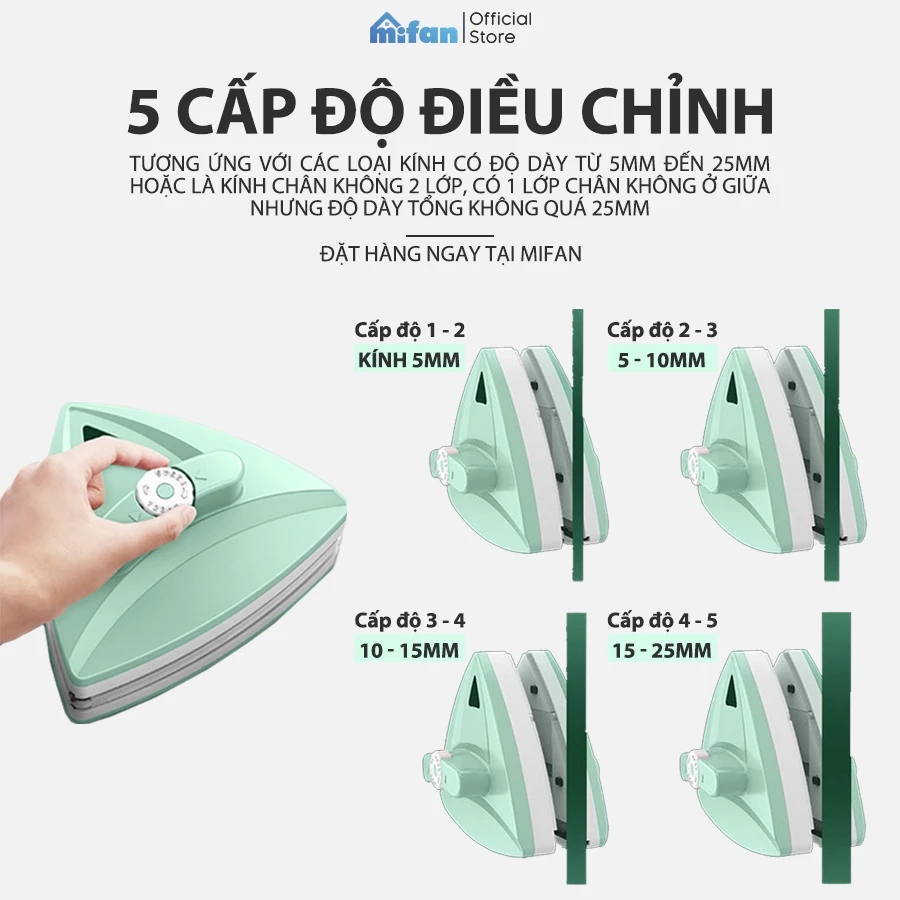 mifan Official
Store
5 CẤP ĐỘ ĐIỀU CHỈNH
TƯƠNG ỨNG VỚI CÁC LOẠI KÍNH CÓ ĐỘ DÀY TỪ 5MM ĐẾN 25MM
HOẶC LÀ KÍNH CHÂN KHÔNG 2 LỚP, CÓ 1 LỚP CHÂN KHÔNG Ở GIỮA
NHƯNG ĐỘ DÀY TỔNG KHÔNG QUÁ 25MM
ĐẶT HÀNG NGAY TẠI MIFAN
Cấp độ 1 - 2
KÍNH 5MM
Cấp độ 2 - 3
5 - 10MM
Cấp độ 3 - 4
10 - 15MM
Cấp độ 4 - 5
15 - 25MM